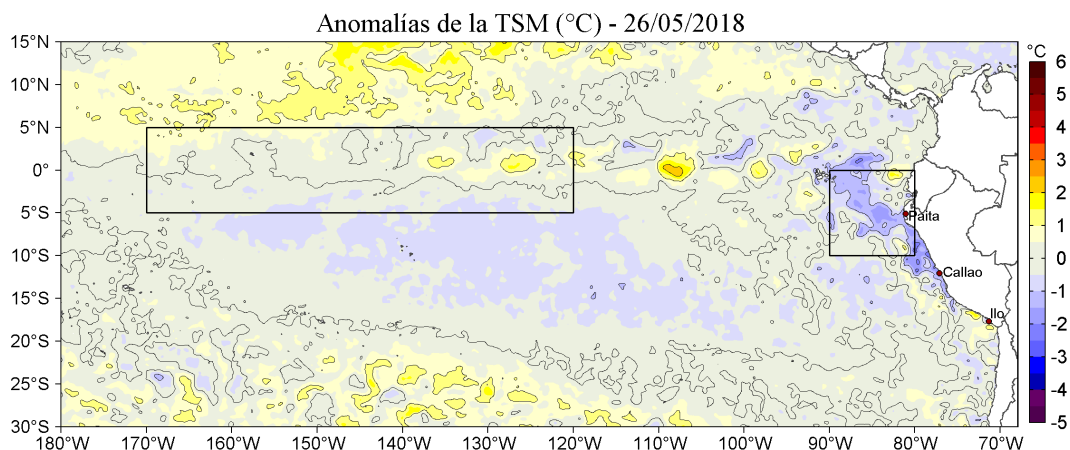 Anomalías de la TSM (°C) - 26/05/2018
°C
15°N
10°N
5°N
0°
5°S
10°S
15°S
20°S
25°S
30°S
180°W
170°W
160°W
150°W
140°W
130°W
120°W
110°W
100°W
90°W
80°W
70°W
Paita
Callao
Ilo
6
5
4
3
2
1
0
-1
-2
-3
-4
-5